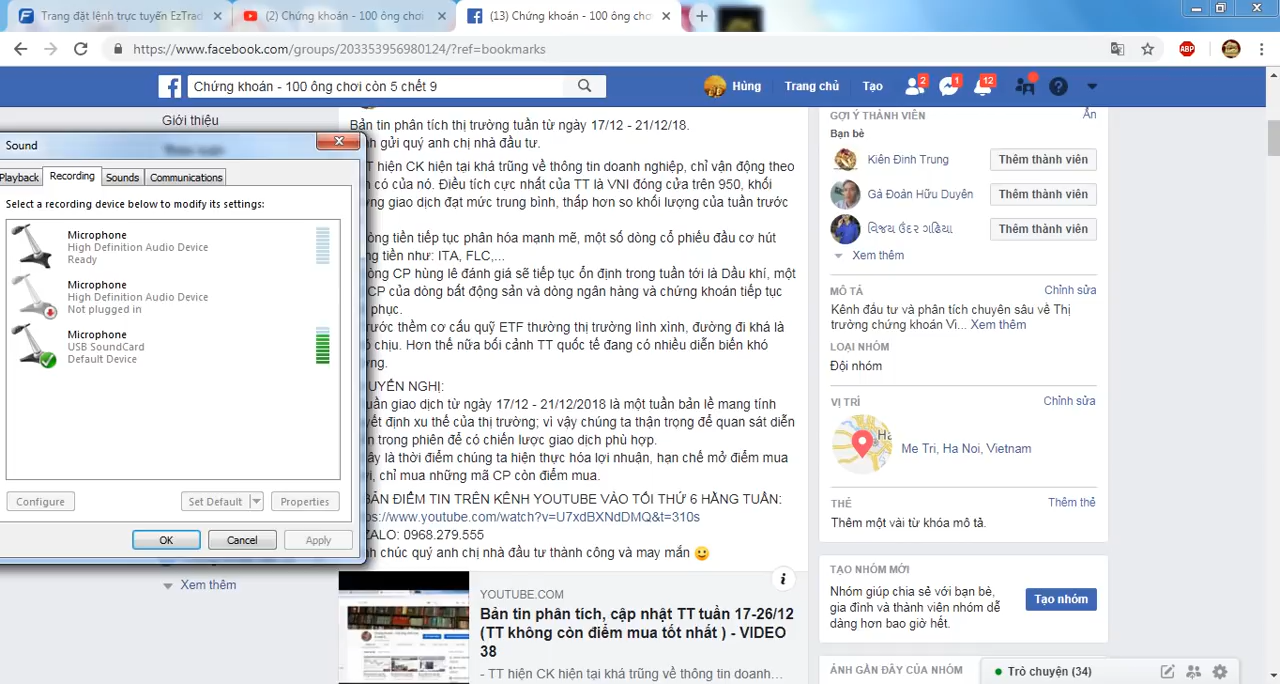 Trang đặt lệnh trực tuyến EzTrad
(2) Chứng khoán - 100 ông chơi
(13) Chứng khoán - 100 ông chơ
https://www.facebook.com/groups/203353956980124/?ref=bookmarks
ABP
Chứng khoán - 100 ông chơi còn 5 chết 9
Hùng
Trang chủ
Tạo
2
1
12
Giới thiệu
Sound
Playback
Recording
Sounds
Communications
Select a recording device below to modify its settings:
Microphone
High Definition Audio Device
Ready
Microphone
High Definition Audio Device
Not plugged in
Microphone
USB SoundCard
Default Device
Configure
Set Default
Properties
OK
Cancel
Apply
Xem thêm
Bản tin phân tích thị trường tuần từ ngày 17/12 - 21/12/18.
nh gửi quý anh chị nhà đầu tư.
TT hiện CK hiện tại khá trũng về thông tin doanh nghiệp, chỉ vận động theo
n có của nó. Điều tích cực nhất của TT là VNI đóng cửa trên 950, khối
ng giao dịch đạt mức trung bình, thấp hơn so khối lượng của tuần trước
òng tiền tiếp tục phân hóa mạnh mẽ, một số dòng cổ phiếu đầu cơ hút
ng tiền như: ITA, FLC,...
òng CP hùng lê đánh giá sẽ tiếp tục ổn định trong tuần tới là Dầu khí, một
CP của dòng bất động sản và dòng ngân hàng và chứng khoán tiếp tục
phục.
rước thềm cơ cấu quỹ ETF thường thị trường lình xình, đường đi khá là
ó chịu. Hơn thế nữa bối cảnh TT quốc tế đang có nhiều diễn biến khó
ng.
UYẾN NGHỊ:
uần giao dịch từ ngày 17/12 - 21/12/2018 là một tuần bản lề mang tính
yết định xu thế của thị trường; vì vậy chúng ta thận trọng để quan sát diễn
n trong phiên để có chiến lược giao dịch phù hợp.
ây là thời điểm chúng ta hiện thực hóa lợi nhuận, hạn chế mở điểm mua
i, chỉ mua những mã CP còn điểm mua.
BẢN ĐIỂM TIN TRÊN KÊNH YOUTUBE VÀO TỐI THỨ 6 HẰNG TUẦN:
ps://www.youtube.com/watch?v=U7xdBXNdDMQ&t=310s
ZALO: 0968.279.555
nh chúc quý anh chị nhà đầu tư thành công và may mắn
YOUTUBE.COM
Bản tin phân tích, cập nhật TT tuần 17-26/12
(TT không còn điểm mua tốt nhất ) - VIDEO
38
- TT hiện CK hiện tại khá trũng về thông tin doanh...
GỢI Ý THÀNH VIÊN
Ẩn
Bạn bè
Kiên Đinh Trung
Thêm thành viên
Gả Đoàn Hữu Duyên
Thêm thành viên
વિજય ઉંદર ગઢિયા
Thêm thành viên
Xem thêm
MÔ TẢ
Chỉnh sửa
Kênh đầu tư và phân tích chuyên sâu về Thị
trường chứng khoán Vi... Xem thêm
LOẠI NHÓM
Đội nhóm
VỊ TRÍ
Chỉnh sửa
Ha
Me Tri, Ha Noi, Vietnam
THẺ
Thêm thẻ
Thêm một vài từ khóa mô tả.
TẠO NHÓM MỚI
Nhóm giúp chia sẻ với bạn bè,
gia đình và thành viên nhóm dễ
dàng hơn bao giờ hết.
Tạo nhóm
ẢNH GẦN ĐÂY CỦA NHÓM
Trò chuyện (34)